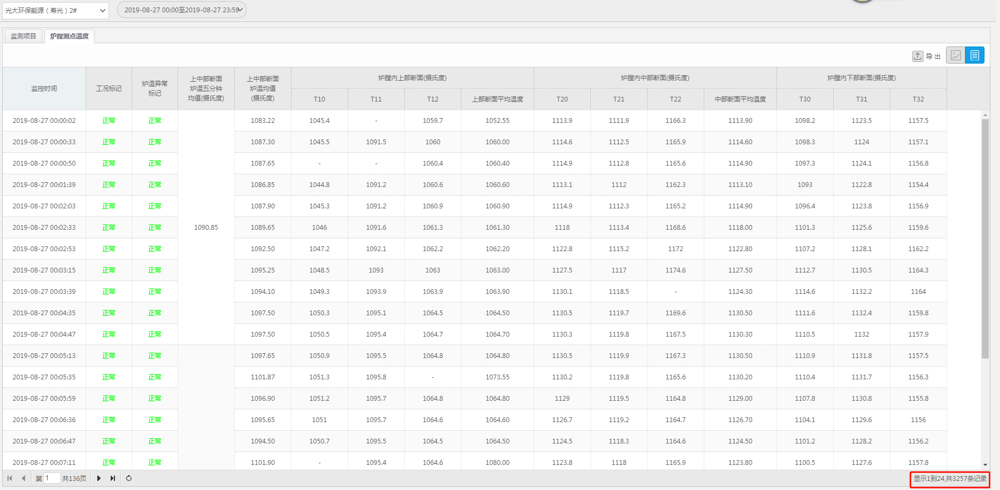 光大环保能源（寿光）2#
2019-08-27 00:00至2019-08-27 23:59
监测项目 炉膛测点温度
导 出
监控时间 工况标记 炉温异常标记 上中部断面炉温五分钟均值(摄氏度) 上中部断面炉温均值(摄氏度) 炉膛内上部断面(摄氏度) 炉膛内中部断面(摄氏度) 炉膛内下部断面(摄氏度)
T10 T11 T12 上部断面平均温度 T20 T21 T22 中部断面平均温度 T30 T31 T32
2019-08-27 00:00:02 正常 正常 1083.22 1045.4 - 1059.7 1052.55 1113.9 1111.9 1166.3 1113.90 1098.2 1123.5 1157.5
2019-08-27 00:00:33 正常 正常 1087.30 1045.5 1091.5 1060 1060.00 1114.6 1112.5 1165.9 1114.60 1098.3 1124 1157.1
2019-08-27 00:00:50 正常 正常 1087.65 - - 1060.4 1060.40 1114.9 1112.8 1165.6 1114.90 1097.3 1124.1 1156.8
2019-08-27 00:01:39 正常 正常 1086.85 1044.8 1091.2 1060.6 1060.60 1113.1 1112 1162.3 1113.10 1093 1122.8 1154.4
2019-08-27 00:02:03 正常 正常 1087.90 1045.3 1091.2 1060.9 1060.90 1114.9 1112.3 1165.2 1114.90 1096.4 1123.8 1156.9
2019-08-27 00:02:33 正常 正常 1090.85 1089.65 1046 1091.6 1061.3 1061.30 1118 1113.4 1168.6 1118.00 1101.3 1125.6 1159.6
2019-08-27 00:02:53 正常 正常 1092.50 1047.2 1092.1 1062.2 1062.20 1122.8 1115.2 1172 1122.80 1107.2 1128.1 1162.2
2019-08-27 00:03:15 正常 正常 1095.25 1048.5 1093 1063 1063.00 1127.5 1117 1174.6 1127.50 1112.7 1130.5 1164.3
2019-08-27 00:03:39 正常 正常 1094.10 1049.3 1093.9 1063.9 1063.90 1130.1 1118.5 - 1124.30 1114.6 1132.2 1164
2019-08-27 00:04:35 正常 正常 1097.50 1050.3 1095.1 1064.5 1064.50 1130.5 1119.7 1169.6 1130.50 1111.6 1132.4 1159.8
2019-08-27 00:04:47 正常 正常 1097.50 1050.5 1095.4 1064.7 1064.70 1130.3 1119.8 1167.5 1130.30 1110.5 1132 1157.9
2019-08-27 00:05:13 正常 正常 1097.65 1050.9 1095.5 1064.8 1064.80 1130.5 1119.9 1167.3 1130.50 1110.9 1131.8 1157.5
2019-08-27 00:05:35 正常 正常 1101.87 1051.3 1095.8 - 1073.55 1130.2 1119.8 1165.6 1130.20 1110.4 1131.7 1156.3
2019-08-27 00:05:59 正常 正常 1096.90 1051.2 1095.7 1064.8 1064.80 1129 1119.5 1164.8 1129.00 1107.8 1130.8 1155.8
2019-08-27 00:06:36 正常 正常 1095.65 1051 1095.7 1064.6 1064.60 1126.7 1119.2 1164.7 1126.70 1104.1 1129.6 1156
2019-08-27 00:06:47 正常 正常 1094.50 1050.7 1095.5 1064.5 1064.50 1124.5 1118.3 1164.6 1124.50 1101.2 1128.2 1156.2
2019-08-27 00:07:11 正常 正常 1101.90 - 1095.4 1064.6 1080.00 1123.8 1118 1165.9 1123.80 1100.5 1127.6 1157.8
第 1 共136页
显示1到24,共3257条记录